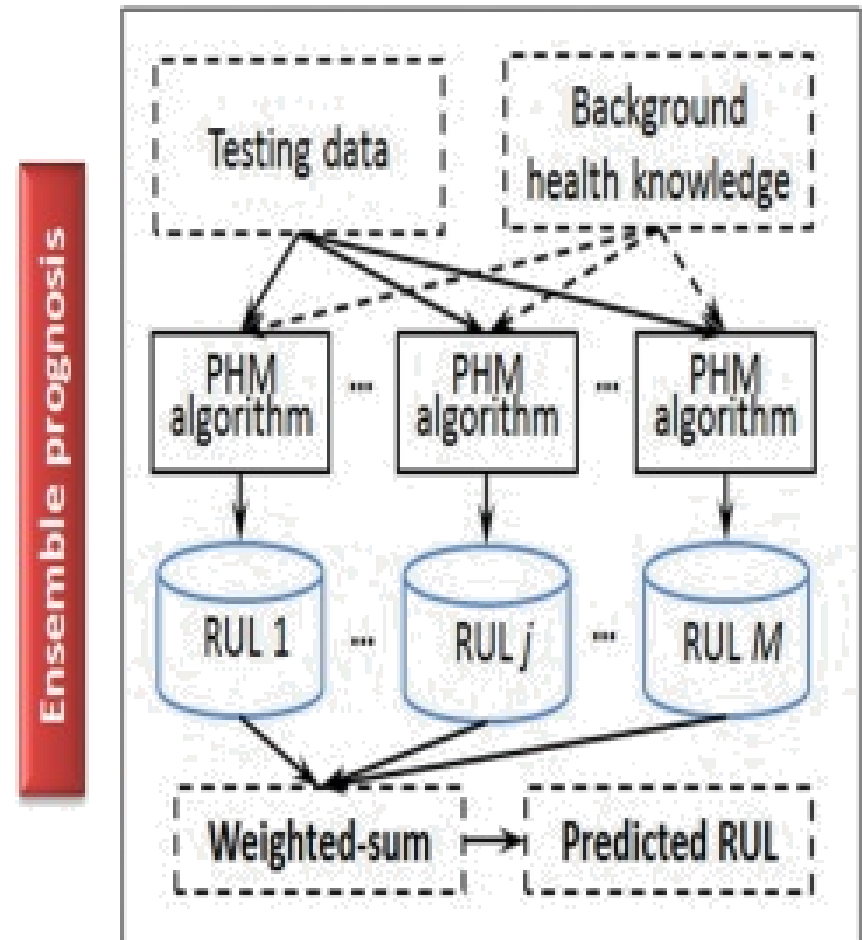 Ensemble prognosis
Testing data
Background
health knowledge
PHM
algorithm
...
PHM
algorithm
...
PHM
algorithm
RUL 1
...
RUL j
...
RUL M
Weighted-sum
Predicted RUL